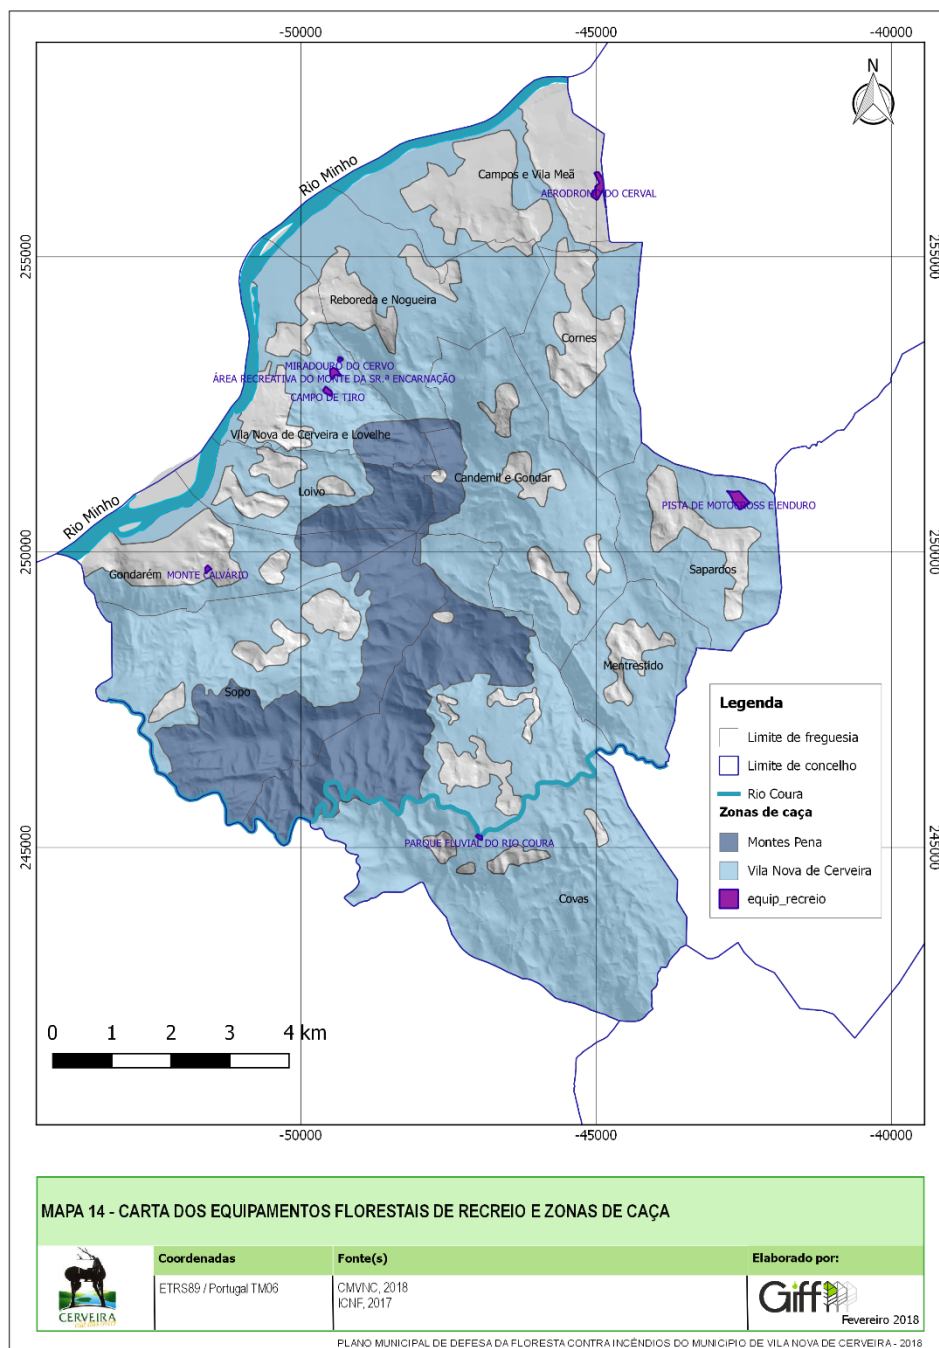 -50000
-45000
-40000
N
Rio Minho
Campos e Vila Meã
AERÓDROMO DO CERVAL
255000
255000
Reboreda e Nogueira
Cornes
MIRADOURO DO CERVO
ÁREA RECREATIVA DO MONTE DA SR.ª ENCARNAÇÃO
CAMPO DE TIRO
Vila Nova de Cerveira e Lovelhe
Loivo
Candemil e Gondar
PISTA DE MOTOCROSS E ENDURO
Rio Minho
250000
250000
Gondarém
MONTE CALVÁRIO
Sapardos
Mentrestido
Sopo
Legenda
Limite de freguesia
Limite de concelho
Rio Coura
Zonas de caça
Montes Pena
Vila Nova de Cerveira
equip_recreio
245000
245000
PARQUE FLUVIAL DO RIO COURA
Covas
0 1 2 3 4 km
-50000
-45000
-40000
MAPA 14 - CARTA DOS EQUIPAMENTOS FLORESTAIS DE RECREIO E ZONAS DE CAÇA
Coordenadas
Fonte(s)
Elaborado por:
ETRS89 / Portugal TM06
CMVNC, 2018
ICNF, 2017
CERVEIRA
Giff
Fevereiro 2018
PLANO MUNICIPAL DE DEFESA DA FLORESTA CONTRA INCÊNDIOS DO MUNICíPIO DE VILA NOVA DE CERVEIRA - 2018